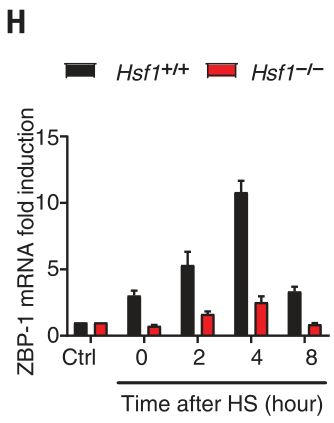 H
Hsf1+/+ Hsf1−/−
ZBP-1 mRNA fold induction
15
10
5
0
Ctrl 0 2 4 8
Time after HS (hour)